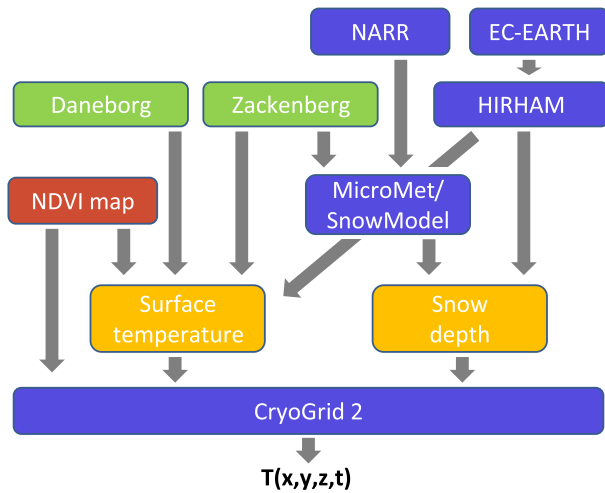 NARR
EC-EARTH
Daneborg
Zackenberg
HIRHAM
NDVI map
MicroMet/
SnowModel
Surface
temperature
Snow
depth
CryoGrid 2
T(x,y,z,t)